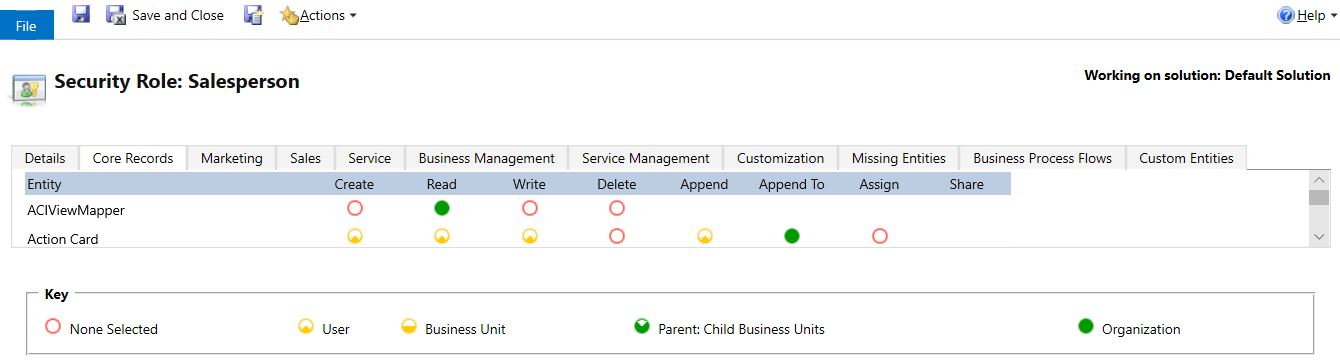 File
Save and Close
Actions
Help
Security Role: Salesperson
Working on solution: Default Solution
Details Core Records Marketing Sales Service Business Management Service Management Customization Missing Entities Business Process Flows Custom Entities
Entity Create Read Write Delete Append Append To Assign Share
ACIViewMapper
Action Card
Key
None Selected User Business Unit Parent: Child Business Units Organization